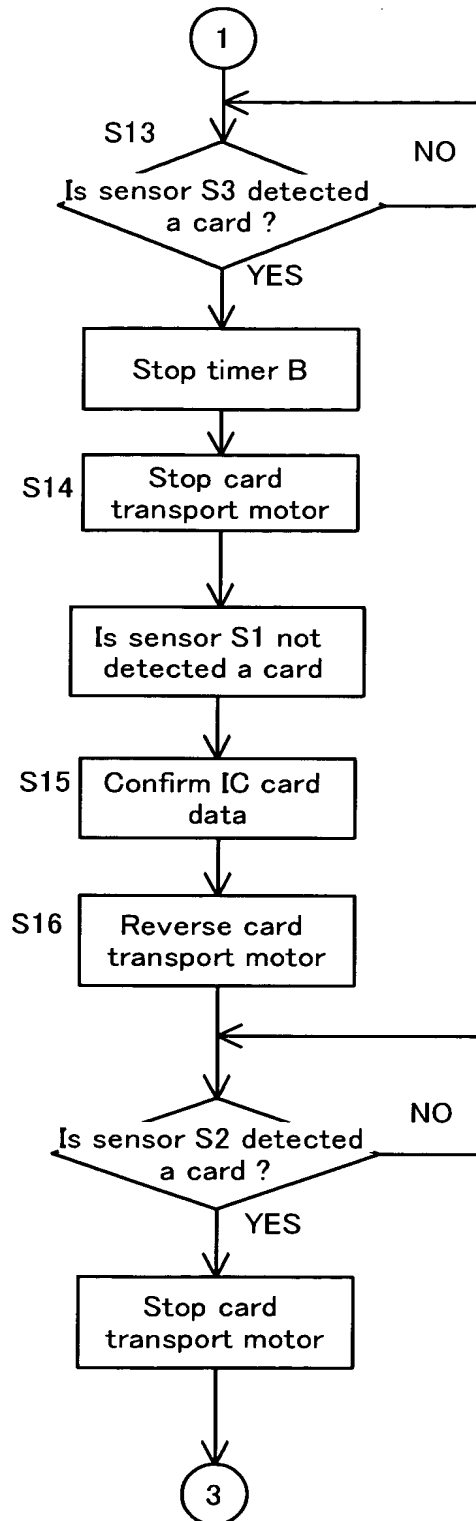 1
S13
NO
Is sensor S3 detected
a card ?
YES
Stop timer B
S14
Stop card
transport motor
Is sensor S1 not
detected a card
S15
Confirm IC card
data
S16
Reverse card
transport motor
NO
Is sensor S2 detected
a card ?
YES
Stop card
transport motor
3